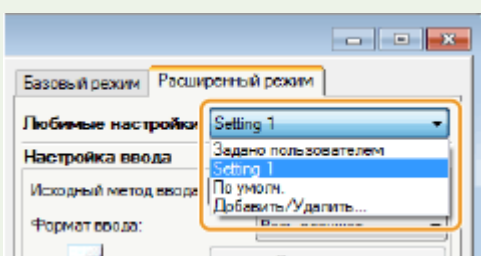 Базовый режим Расширенный режим
Любимые настройки Setting 1
Задано пользователем
Настройка ввода
Setting 1
Исходный метод ввода
По умолч.
Добавить/Удалить...
Формат ввода: